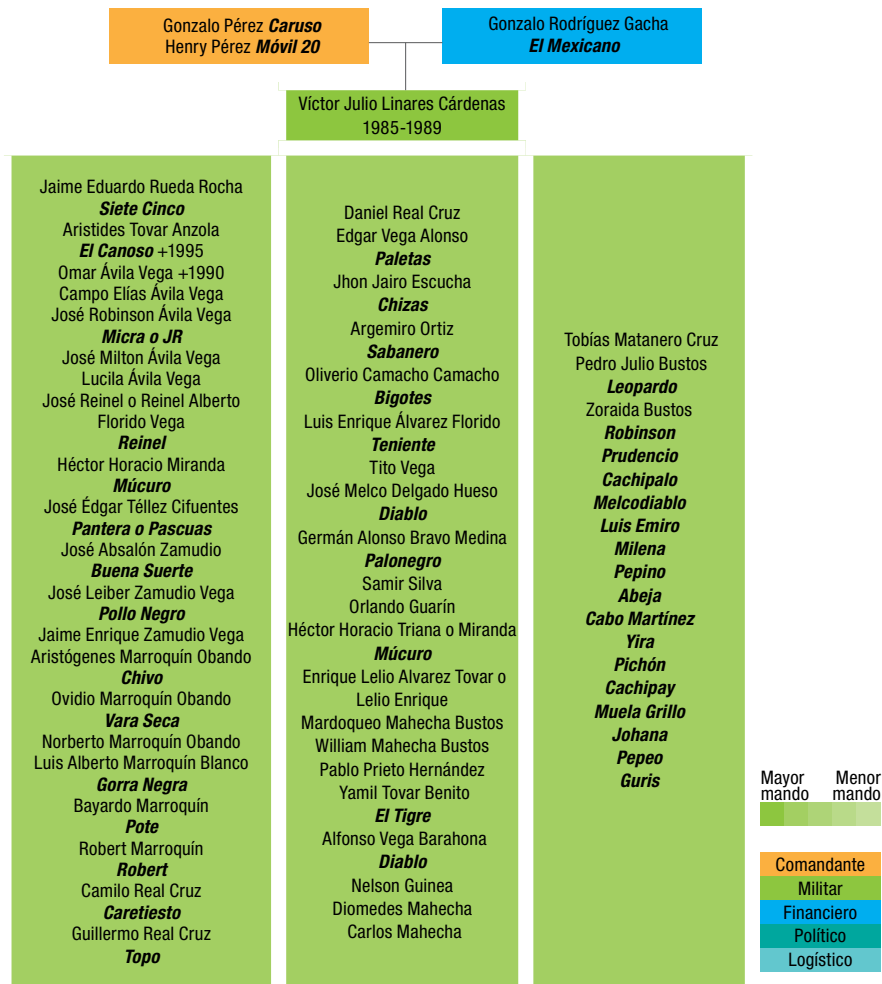 Gonzalo Pérez Caruso
Henry Pérez Móvil 20
Gonzalo Rodríguez Gacha
El Mexicano
Víctor Julio Linares Cárdenas
1985-1989
Jaime Eduardo Rueda Rocha
Siete Cinco
Aristides Tovar Anzola
El Canoso +1995
Omar Ávila Vega +1990
Campo Elías Ávila Vega
José Robinson Ávila Vega
Micra o JR
José Milton Ávila Vega
Lucila Ávila Vega
José Reinel o Reinel Alberto
Florido Vega
Reinel
Héctor Horacio Miranda
Múcuro
José Édgar Téllez Cifuentes
Pantera o Pascuas
José Absalón Zamudio
Buena Suerte
José Leiber Zamudio Vega
Pollo Negro
Jaime Enrique Zamudio Vega
Aristógenes Marroquín Obando
Chivo
Ovidio Marroquín Obando
Vara Seca
Norberto Marroquín Obando
Luis Alberto Marroquín Blanco
Gorra Negra
Bayardo Marroquín
Pote
Robert Marroquín
Robert
Camilo Real Cruz
Caretiesto
Guillermo Real Cruz
Topo
Daniel Real Cruz
Edgar Vega Alonso
Paletas
Jhon Jairo Escucha
Chizas
Argemiro Ortiz
Sabanero
Oliverio Camacho Camacho
Bigotes
Luis Enrique Álvarez Florido
Teniente
Tito Vega
José Melco Delgado Hueso
Diablo
Germán Alonso Bravo Medina
Palonegro
Samir Silva
Orlando Guarín
Héctor Horacio Triana o Miranda
Múcuro
Enrique Lelio Alvarez Tovar o
Lelio Enrique
Mardoqueo Mahecha Bustos
William Mahecha Bustos
Pablo Prieto Hernández
Yamil Tovar Benito
El Tigre
Alfonso Vega Barahona
Diablo
Nelson Guinea
Diomedes Mahecha
Carlos Mahecha
Tobías Matanero Cruz
Pedro Julio Bustos
Leopardo
Zoraida Bustos
Robinson
Prudencio
Cachipalo
Melcodiablo
Luis Emiro
Milena
Pepino
Abeja
Cabo Martínez
Yira
Pichón
Cachipay
Muela Grillo
Johana
Pepeo
Guris
Mayor mando
Menor mando
Comandante
Militar
Financiero
Político
Logístico